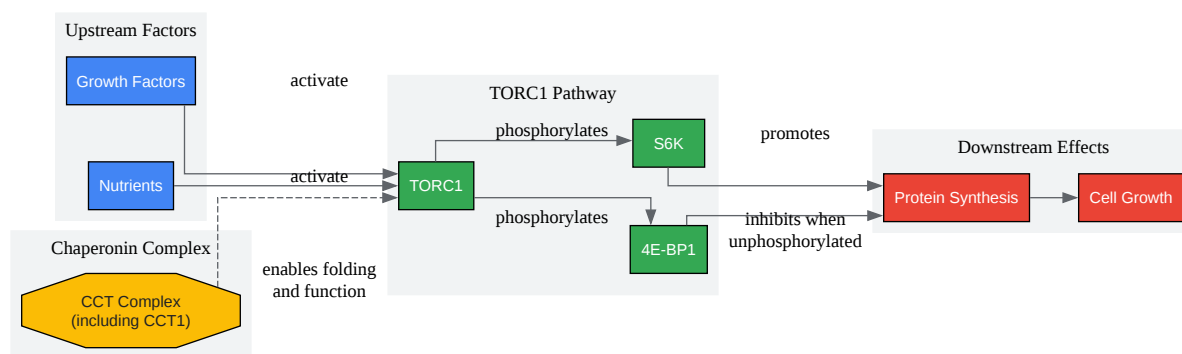 Upstream Factors
Growth Factors
activate
Nutrients
activate
Chaperonin Complex
CCT Complex
(including CCT1)
enables folding
and function
TORC1 Pathway
TORC1
phosphorylates
S6K
phosphorylates
4E-BP1
promotes
inhibits when
unphosphorylated
Downstream Effects
Protein Synthesis
Cell Growth